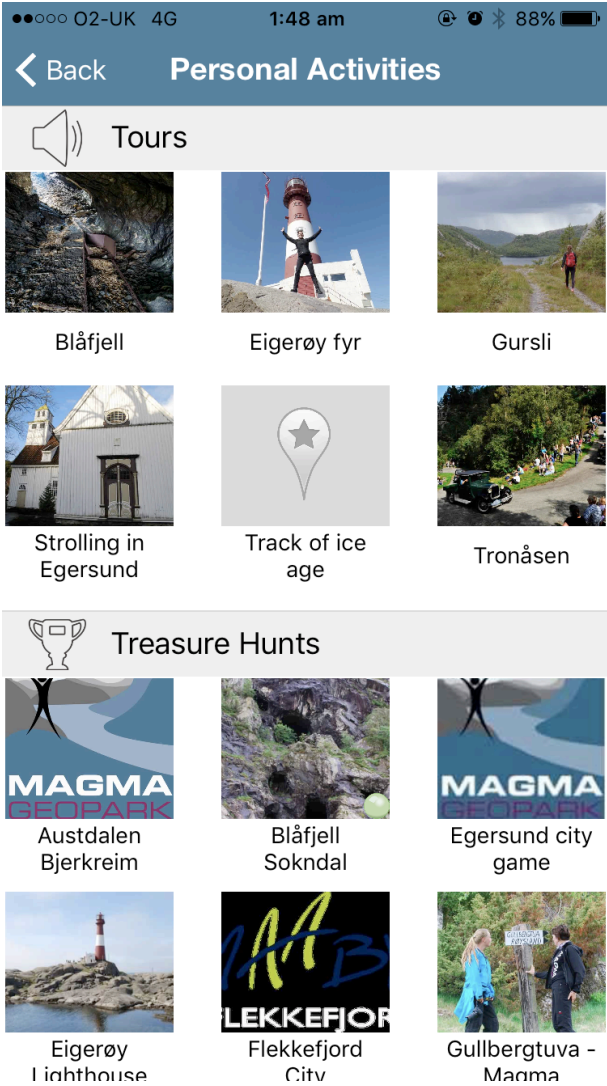 ●●○○○ O2-UK 4G 1:48 am 88%
Back Personal Activities
Tours
Blåfjell Eigerøy fyr Gursli
Strolling in Track of ice Tronåsen
Egersund age
Treasure Hunts
MAGMA MAGMA
GEOPARK GEOPARK
Austdalen Blåfjell Egersund city
Bjerkreim Sokndal game
FLEKKEFJOR
Eigerøy Flekkefjord Gullbergtuva -
Lighthouse City Magma